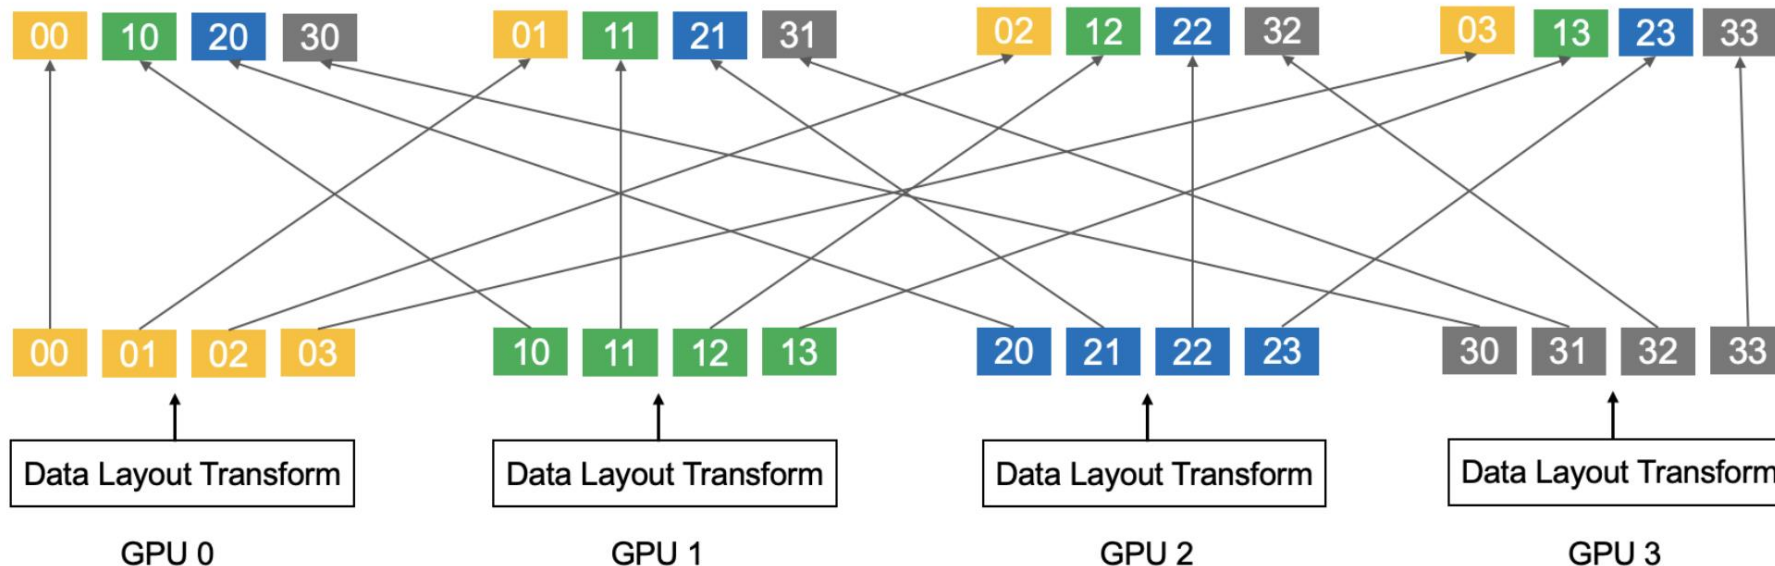 00 10 20 30 01 11 21 31 02 12 22 32 03 13 23 33
00 01 02 03 10 11 12 13 20 21 22 23 30 31 32 33
Data Layout Transform Data Layout Transform Data Layout Transform Data Layout Transform
GPU 0 GPU 1 GPU 2 GPU 3